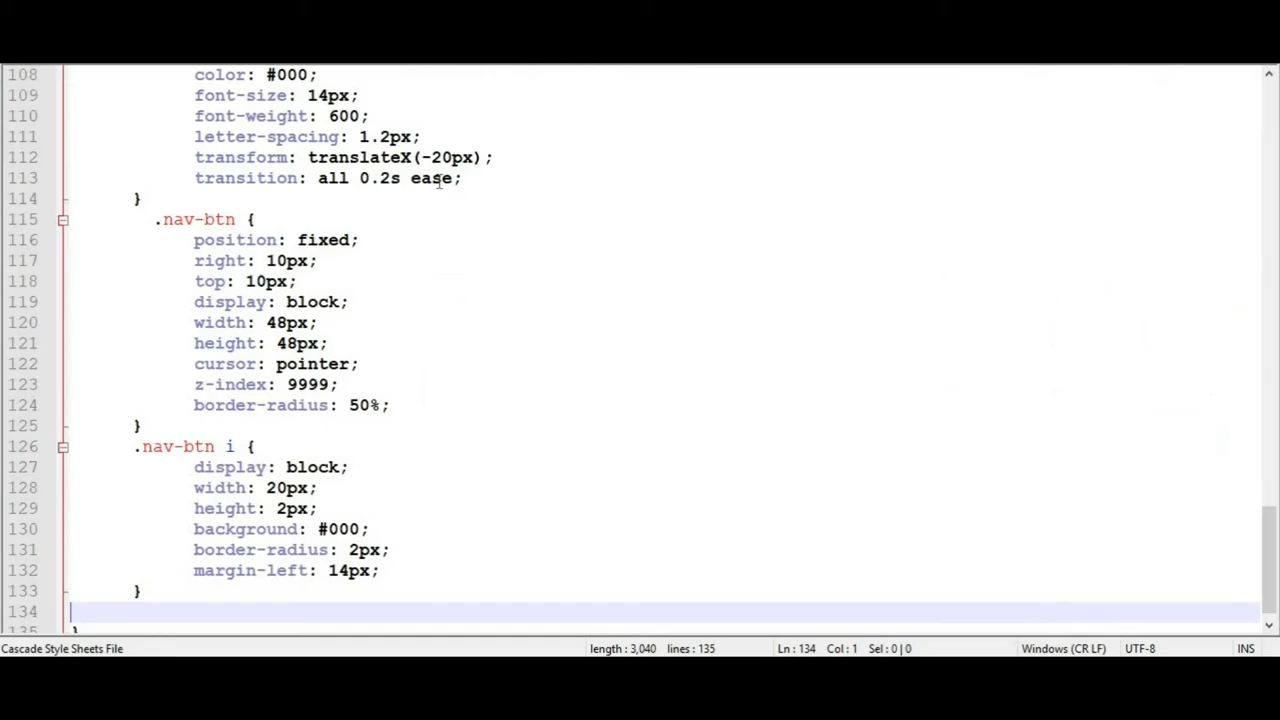 108 color: #000;
109 font-size: 14px;
110 font-weight: 600;
111 letter-spacing: 1.2px;
112 transform: translateX(-20px);
113 transition: all 0.2s ease;
114 }
115 .nav-btn {
116 position: fixed;
117 right: 10px;
118 top: 10px;
119 display: block;
120 width: 48px;
121 height: 48px;
122 cursor: pointer;
123 z-index: 9999;
124 border-radius: 50%;
125 }
126 .nav-btn i {
127 display: block;
128 width: 20px;
129 height: 2px;
130 background: #000;
131 border-radius: 2px;
132 margin-left: 14px;
133 }
134
135 }
Cascade Style Sheets File length : 3,040 lines : 135 Ln : 134 Col : 1 Sel : 0 | 0 Windows (CR LF) UTF-8 INS